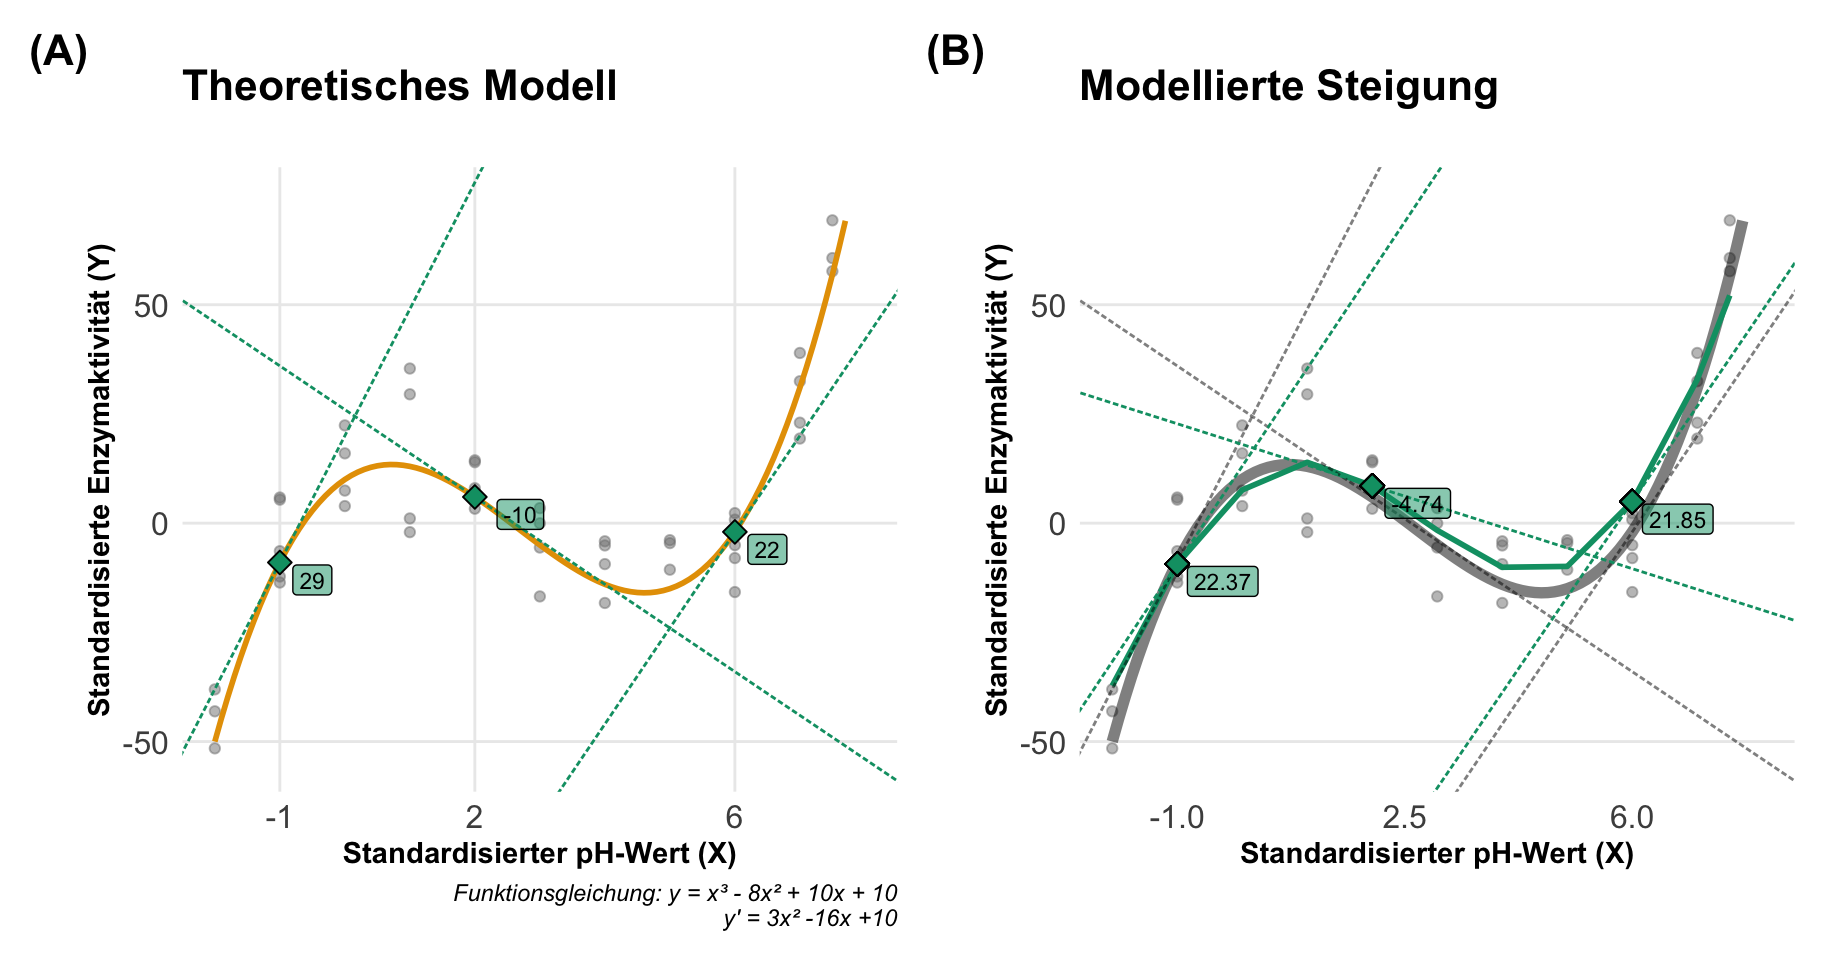 (A)
Theoretisches Modell
Standardisierte Enzymaktivität (Y)
50
0
-50
29
-10
22
-1
2
6
Standardisierter pH-Wert (X)
Funktionsgleichung: y = x³ - 8x² + 10x + 10
y' = 3x² -16x +10
(B)
Modellierte Steigung
Standardisierte Enzymaktivität (Y)
50
0
-50
22.37
-4.74
21.85
-1.0
2.5
6.0
Standardisierter pH-Wert (X)